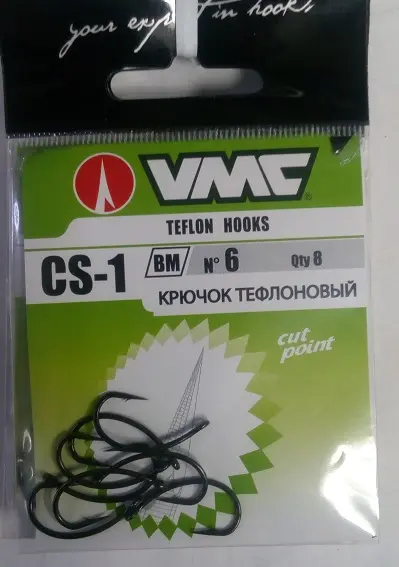 your expert in hooks
VMC
TEFLON HOOKS
CS-1
BM N° 6 Qty 8
КРЮЧОК ТЕФЛОНОВЫЙ
cut
point